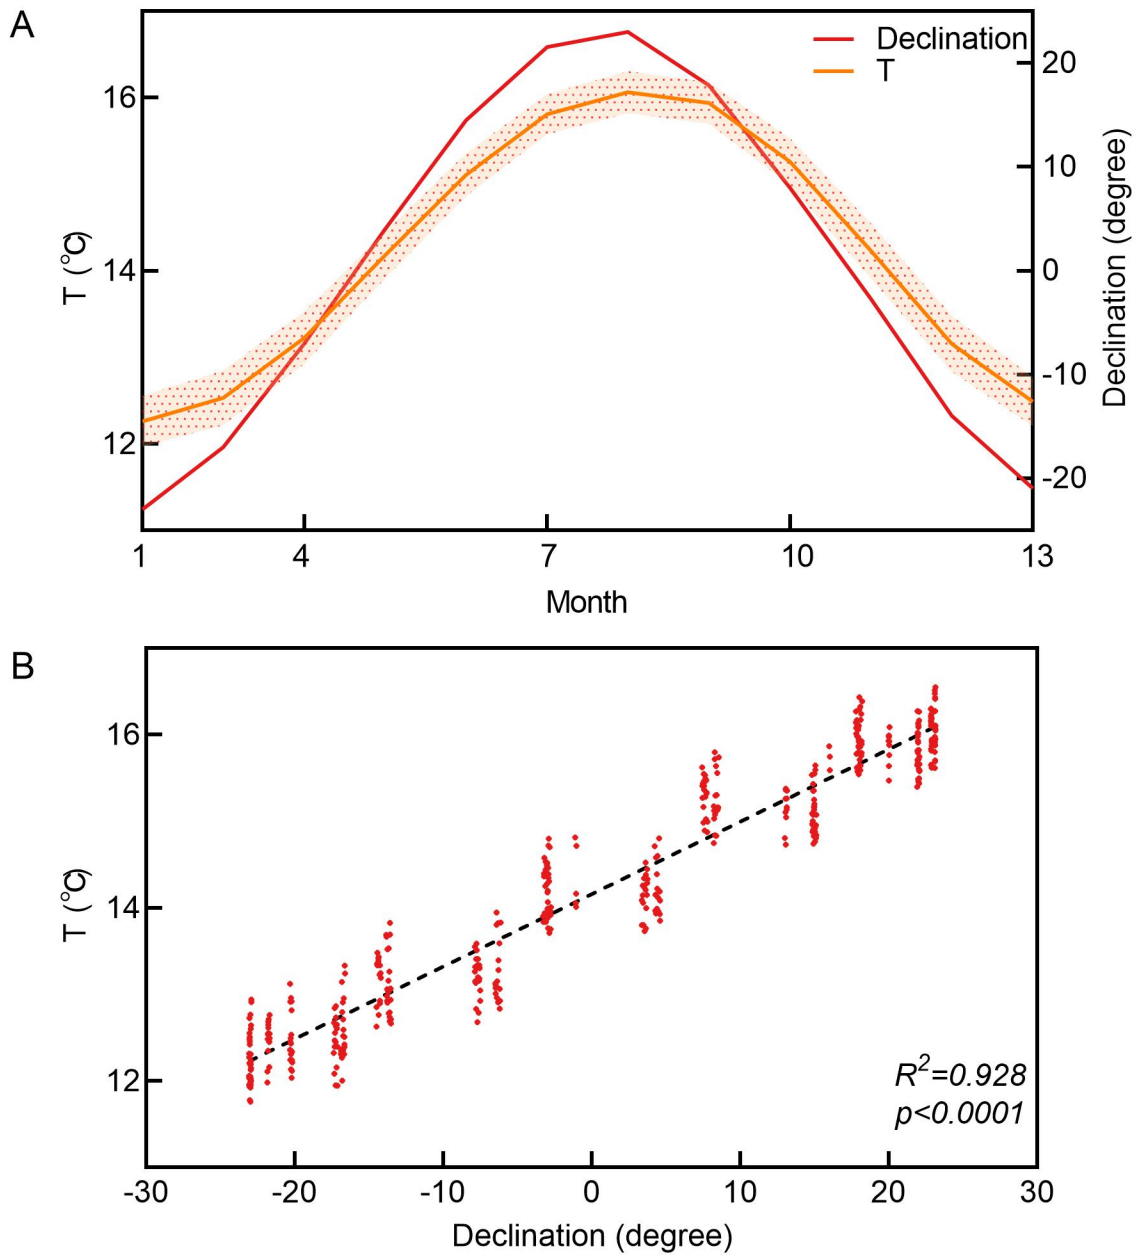 A
Declination
T
16
14
12
T (℃)
20
10
0
-10
-20
Declination (degree)
1 4 7 10 13
Month
B
16
14
12
T (℃)
R²=0.928
p<0.0001
-30 -20 -10 0 10 20 30
Declination (degree)